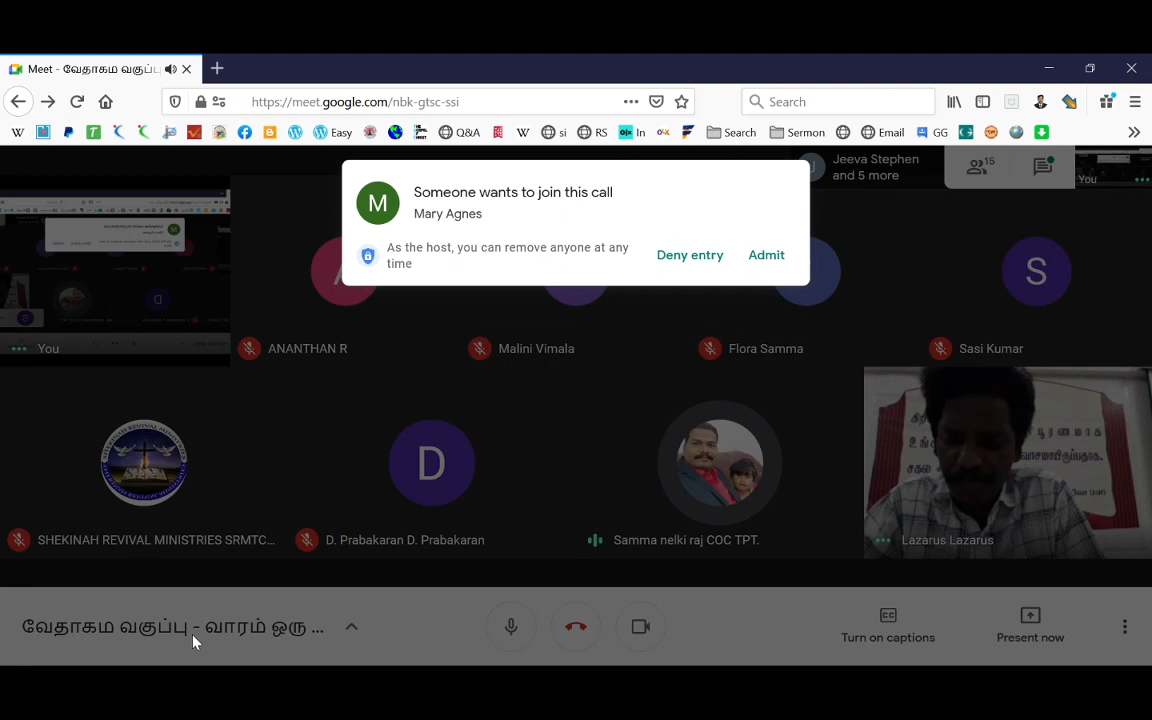 Meet - வேதாகம வகுப்பு
https://meet.google.com/nbk-gtsc-ssi
Search
Easy
Q&A
si
RS
In
Search
Sermon
Email
GG
Someone wants to join this call
Mary Agnes
As the host, you can remove anyone at any
time
Deny entry
Admit
Jeeva Stephen
and 5 more
15
You
You
ANANTHAN R
Malini Vimala
Flora Samma
Sasi Kumar
S
M
D
SHEKINAH REVIVAL MINISTRIES SRMTC...
D. Prabakaran D. Prabakaran
Samma nelki raj COC TPT.
Lazarus Lazarus
வேதாகம வகுப்பு - வாரம் ஒரு ...
CC
Turn on captions
Present now